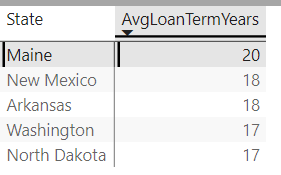 State AvgLoanTermYears
Maine 20
New Mexico 18
Arkansas 18
Washington 17
North Dakota 17